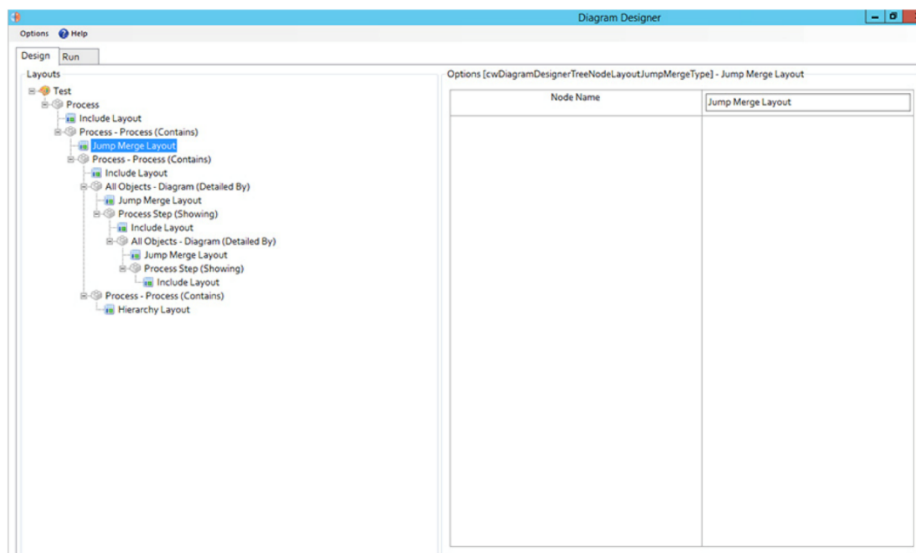 Diagram Designer
Options Help
Design Run
Layouts
Test
Process
Include Layout
Process - Process (Contains)
Jump Merge Layout
Process - Process (Contains)
Include Layout
All Objects - Diagram (Detailed By)
Jump Merge Layout
Process Step (Showing)
Include Layout
All Objects - Diagram (Detailed By)
Jump Merge Layout
Process Step (Showing)
Include Layout
Process - Process (Contains)
Hierarchy Layout
Options [cwDiagramDesignerTreeNodeLayoutJumpMergeType] - Jump Merge Layout
Node Name Jump Merge Layout